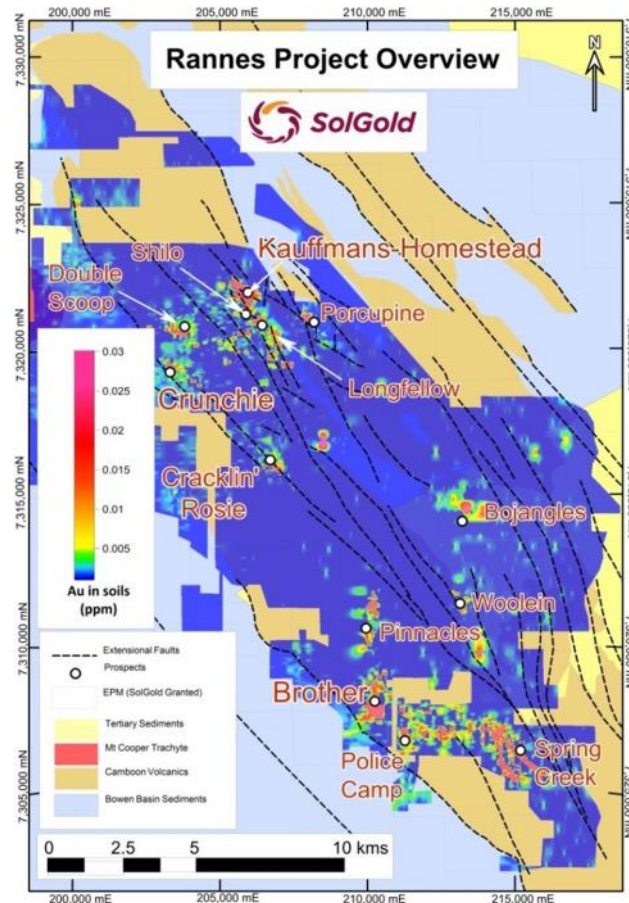 200,000 mE 205,000 mE 210,000 mE 215,000 mE
Rannes Project Overview
N
SolGold
7,330,000 mN
7,325,000 mN
7,320,000 mN
7,315,000 mN
7,310,000 mN
7,305,000 mN
Shilo
Kauffmans-Homestead
Double
Scoop
Porcupine
Longfellow
Crunchie
Cracklin'
Rosie
Bojangles
Woolein
Pinnacles
Brother
Police
Camp
Spring
Creek
0.03
0.025
0.02
0.015
0.01
0.005
Au in soils
(ppm)
Extensional Faults
Prospects
EPM (SolGold Granted)
Tertiary Sediments
Mt Cooper Trachyte
Camboon Volcanics
Bowen Basin Sediments
0 2.5 5 10 kms
200,000 mE 205,000 mE 210,000 mE 215,000 mE